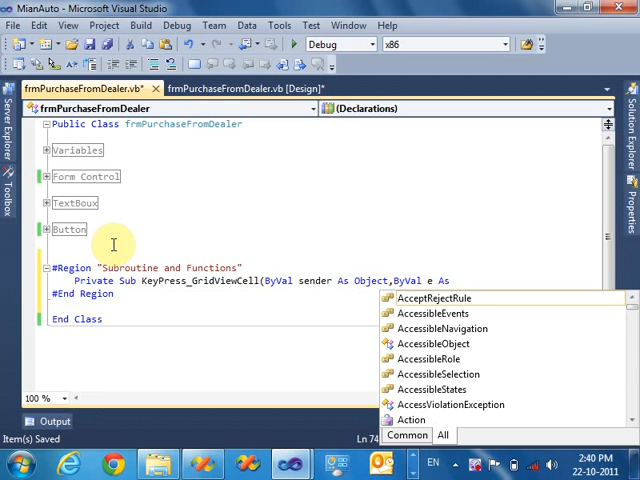 MianAuto - Microsoft Visual Studio
File Edit View Project Build Debug Team Data Tools Test Window Help
Debug x86
frmPurchaseFromDealer.vb* frmPurchaseFromDealer.vb [Design]*
frmPurchaseFromDealer (Declarations)
Public Class frmPurchaseFromDealer
Variables
Form Control
TextBoux
Button
#Region "Subroutine and Functions"
Private Sub KeyPress_GridViewCell(ByVal sender As Object,ByVal e As
#End Region
End Class
AcceptRejectRule
AccessibleEvents
AccessibleNavigation
AccessibleObject
AccessibleRole
AccessibleSelection
AccessibleStates
AccessViolationException
Action
Common All
Server Explorer
Toolbox
Solution Explorer
Properties
100 %
Output
Item(s) Saved Ln 74
EN 2:40 PM
22-10-2011